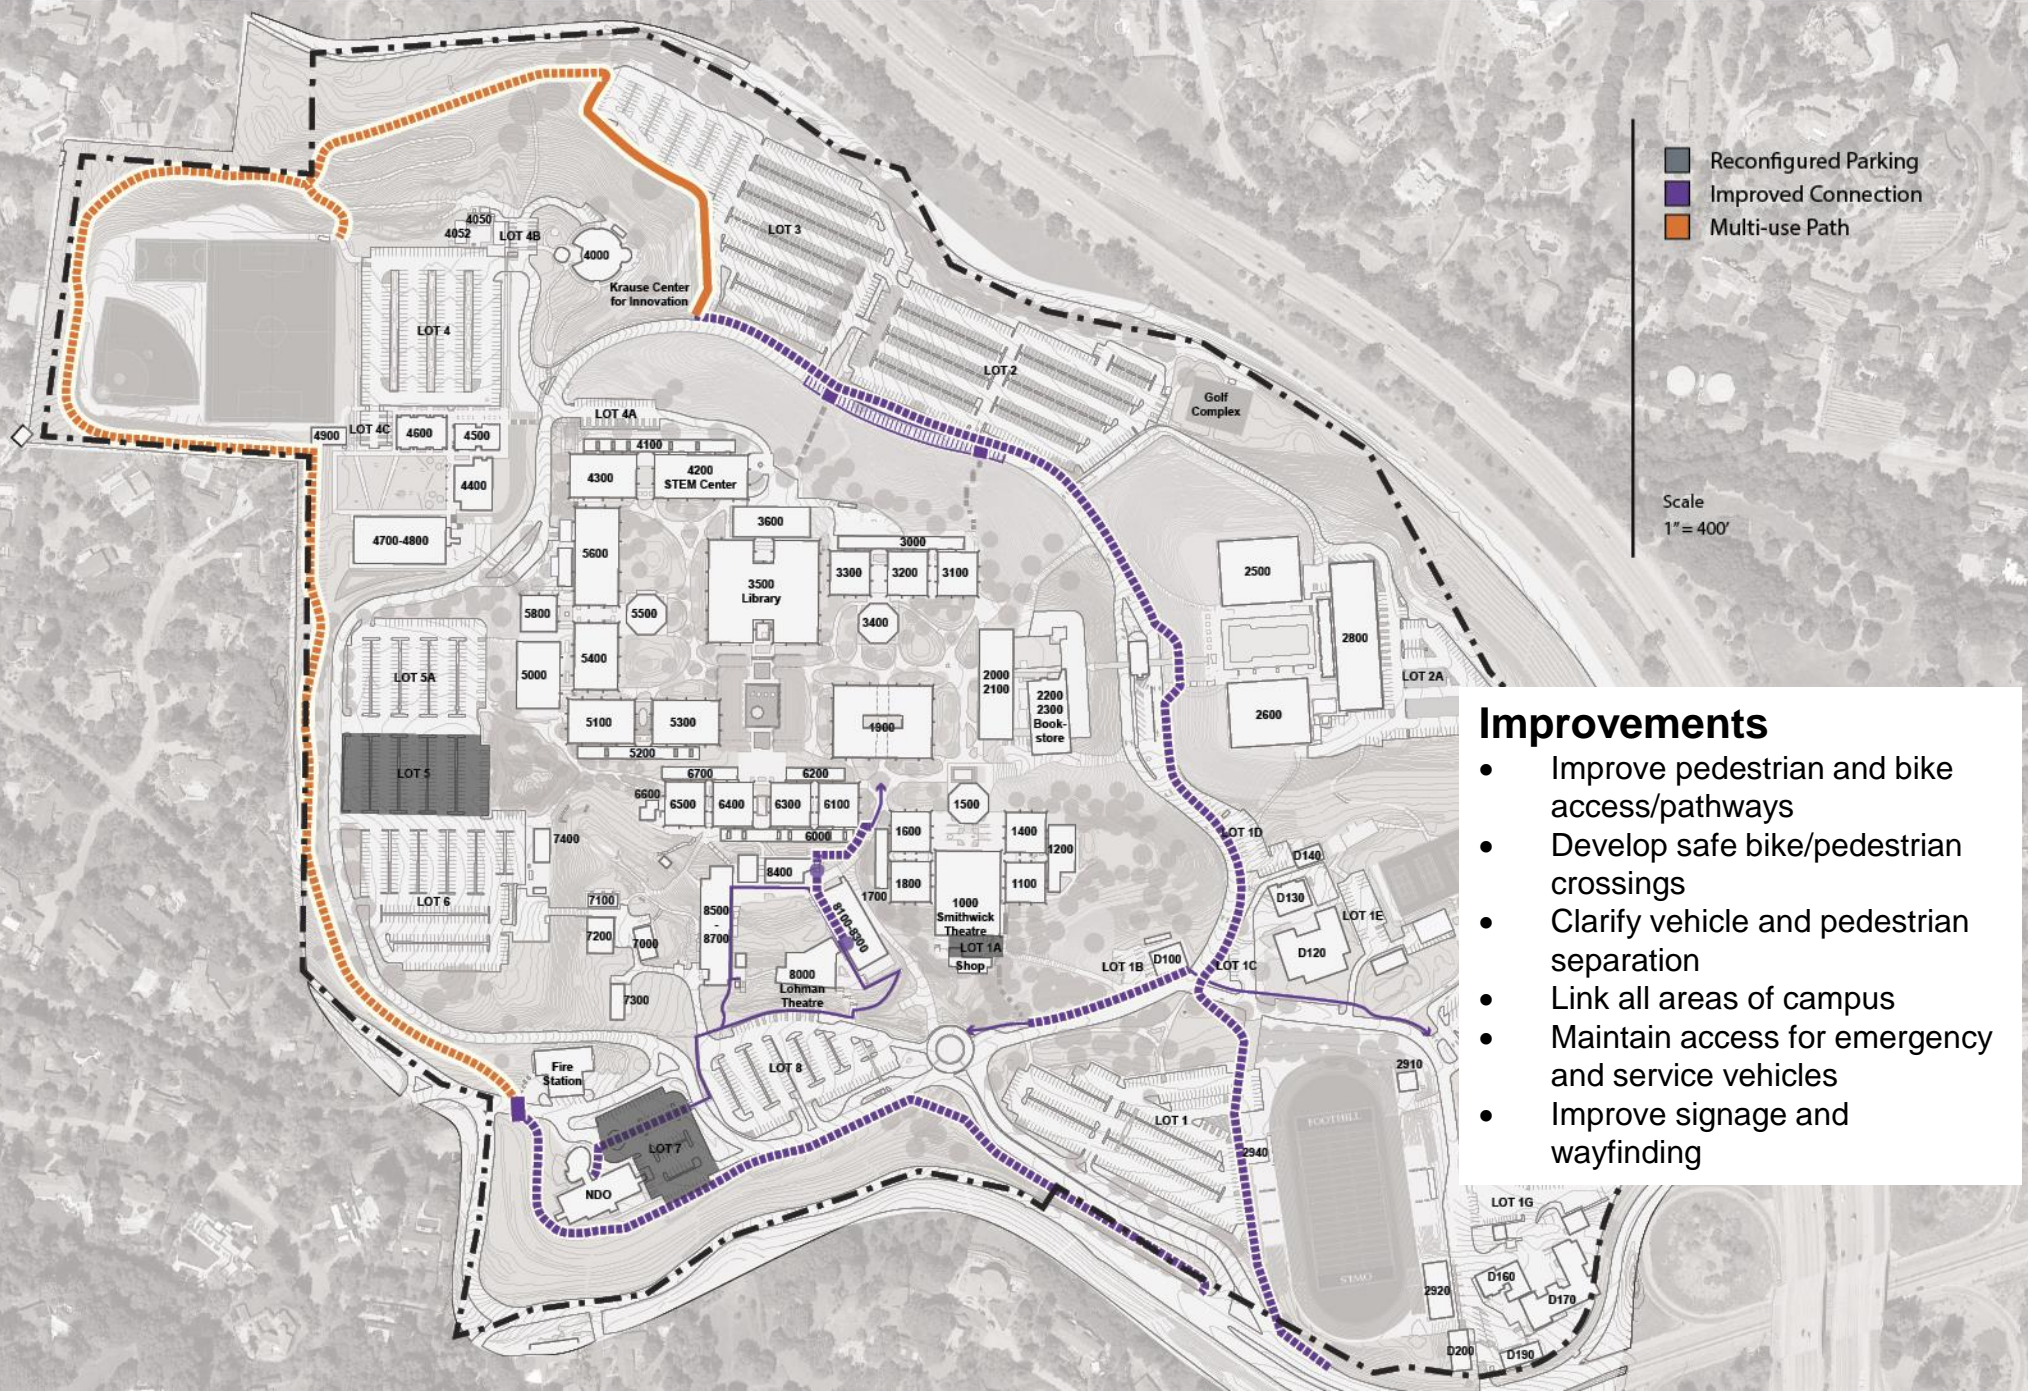 Reconfigured Parking
Improved Connection
Multi-use Path
Scale
1"= 400'
Improvements
• Improve pedestrian and bike
access/pathways
• Develop safe bike/pedestrian
crossings
• Clarify vehicle and pedestrian
separation
• Link all areas of campus
• Maintain access for emergency
and service vehicles
• Improve signage and
wayfinding
LOT 3
4050
4052
LOT 4B
4000
Krause Center
for Innovation
LOT 4
LOT 2
Golf
Complex
LOT 4A
4900
LOT 4C
4600
4500
4100
4300
4200
STEM Center
4400
3600
4700-4800
5600
3000
3500
Library
3300
3200
3100
2500
5800
5500
3400
2800
5400
LOT 5A
5000
2000
2100
2200
2300
Book-
store
LOT 2A
2600
5100
5300
1900
5200
LOT 5
6700
6200
6600
6500
6400
6300
6100
1500
6000
1600
1400
LOT 1D
7400
1200
D140
8400
1800
1100
1700
D130
LOT 6
7100
8500
-
8700
8100-8300
1000
Smithwick
Theatre
LOT 1E
7200
7000
LOT 1A
Shop
D120
LOT 1B
D100
LOT 1C
8000
Lohman
Theatre
7300
Fire
Station
LOT 8
2910
LOT 1
FOOTHILL
LOT 7
2940
NDO
LOT 1G
OWLS
D160
2920
D170
D200
D190